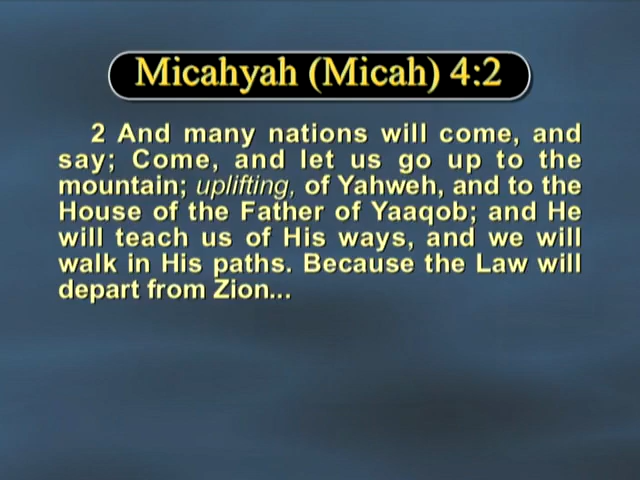 Micahyah (Micah) 4:2
2 And many nations will come, and
say; Come, and let us go up to the
mountain; uplifting, of Yahweh, and to the
House of the Father of Yaaqob; and He
will teach us of His ways, and we will
walk in His paths. Because the Law will
depart from Zion...